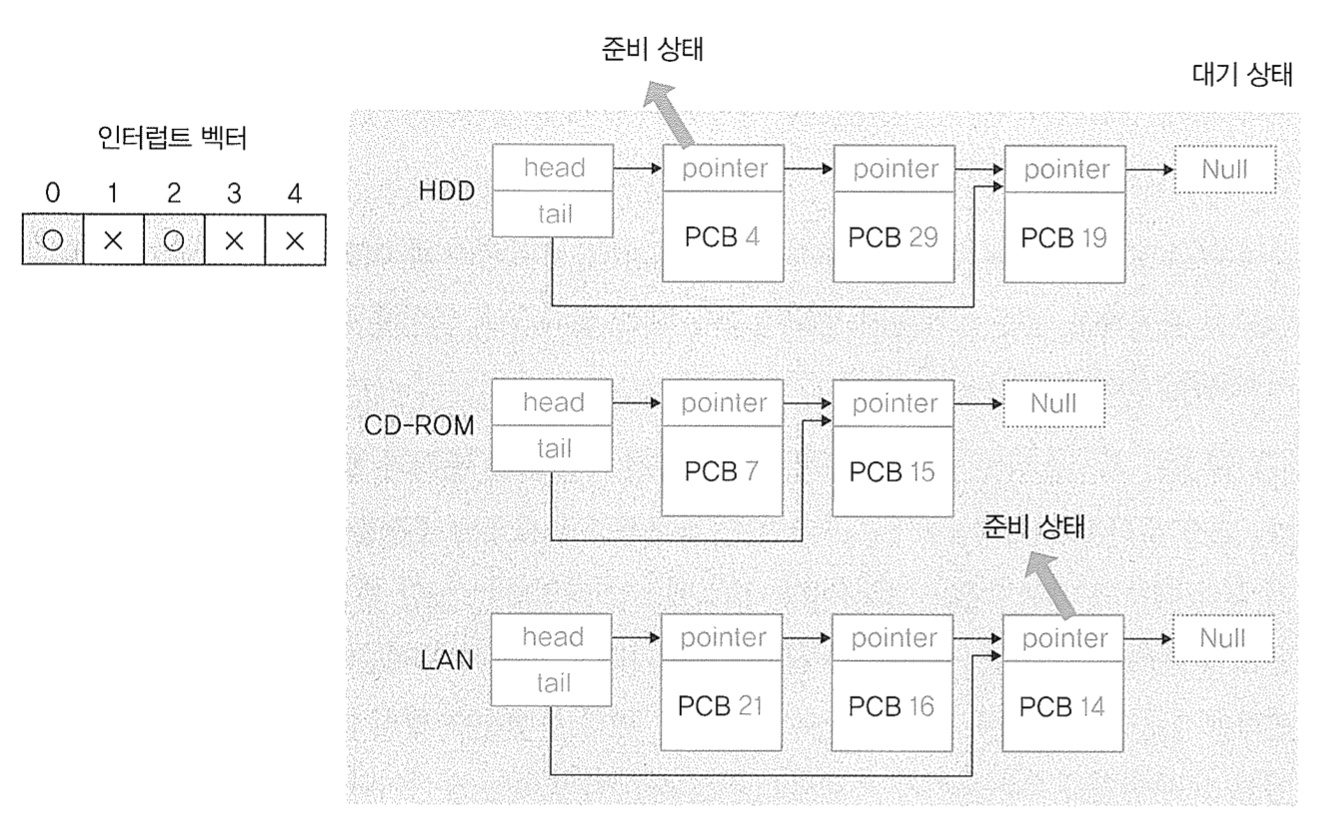 준비 상태
대기 상태
인터럽트 벡터
0 1 2 3 4
○ × ○ × ×
HDD
head
tail
pointer
PCB 4
pointer
PCB 29
pointer
PCB 19
Null
CD-ROM
head
tail
pointer
PCB 7
pointer
PCB 15
Null
준비 상태
LAN
head
tail
pointer
PCB 21
pointer
PCB 16
pointer
PCB 14
Null